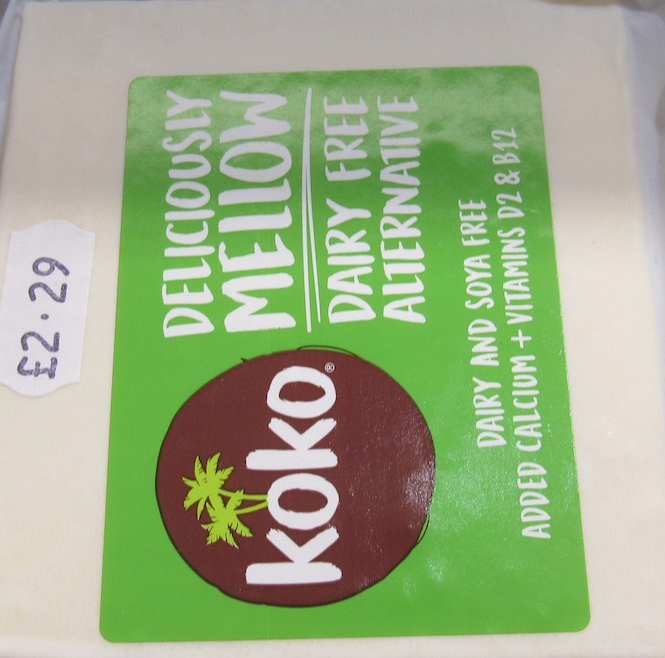 KOKO®
DELICIOUSLY
MELLOW
DAIRY FREE
ALTERNATIVE
DAIRY AND SOYA FREE
ADDED CALCIUM + VITAMINS D2 & B12
£2.29